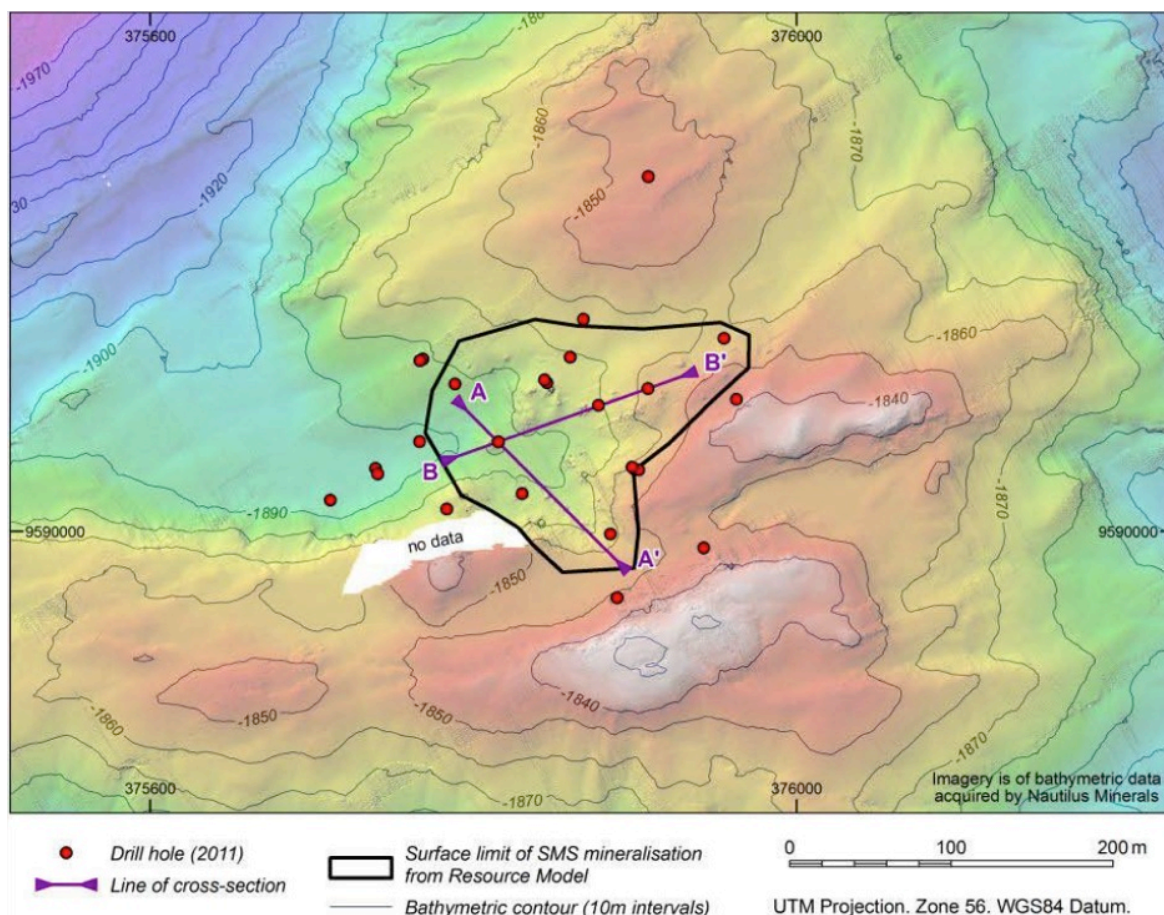 375600
376000
-1880
-1970
-1860
-1870
-1920
-1850
30
-1900
-1860
-1840
A
B'
B
-1870
-1890
9590000
no data
9590000
-1850
A'
-1840
-1850
-1850
-1860
-1870
375600
-1870
376000
Imagery is of bathymetric data
acquired by Nautilus Minerals
Drill hole (2011)
Line of cross-section
Surface limit of SMS mineralisation
from Resource Model
Bathymetric contour (10m intervals)
0 100 200 m
UTM Projection. Zone 56. WGS84 Datum.